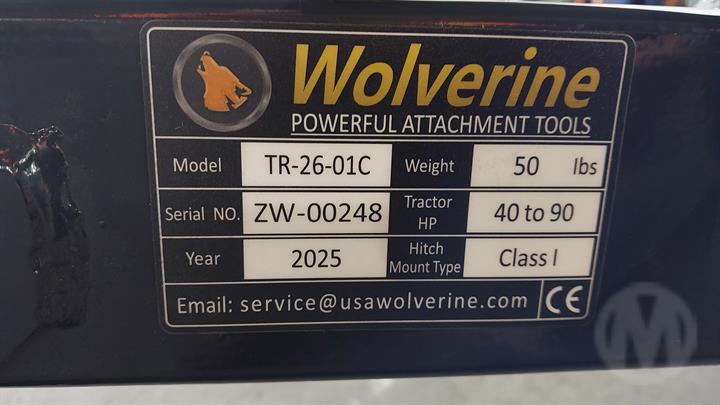 Wolverine
POWERFUL ATTACHMENT TOOLS
Model TR-26-01C Weight 50 lbs
Serial NO. ZW-00248 Tractor HP 40 to 90
Year 2025 Hitch Mount Type Class I
Email: service@usawolverine.com CE
M